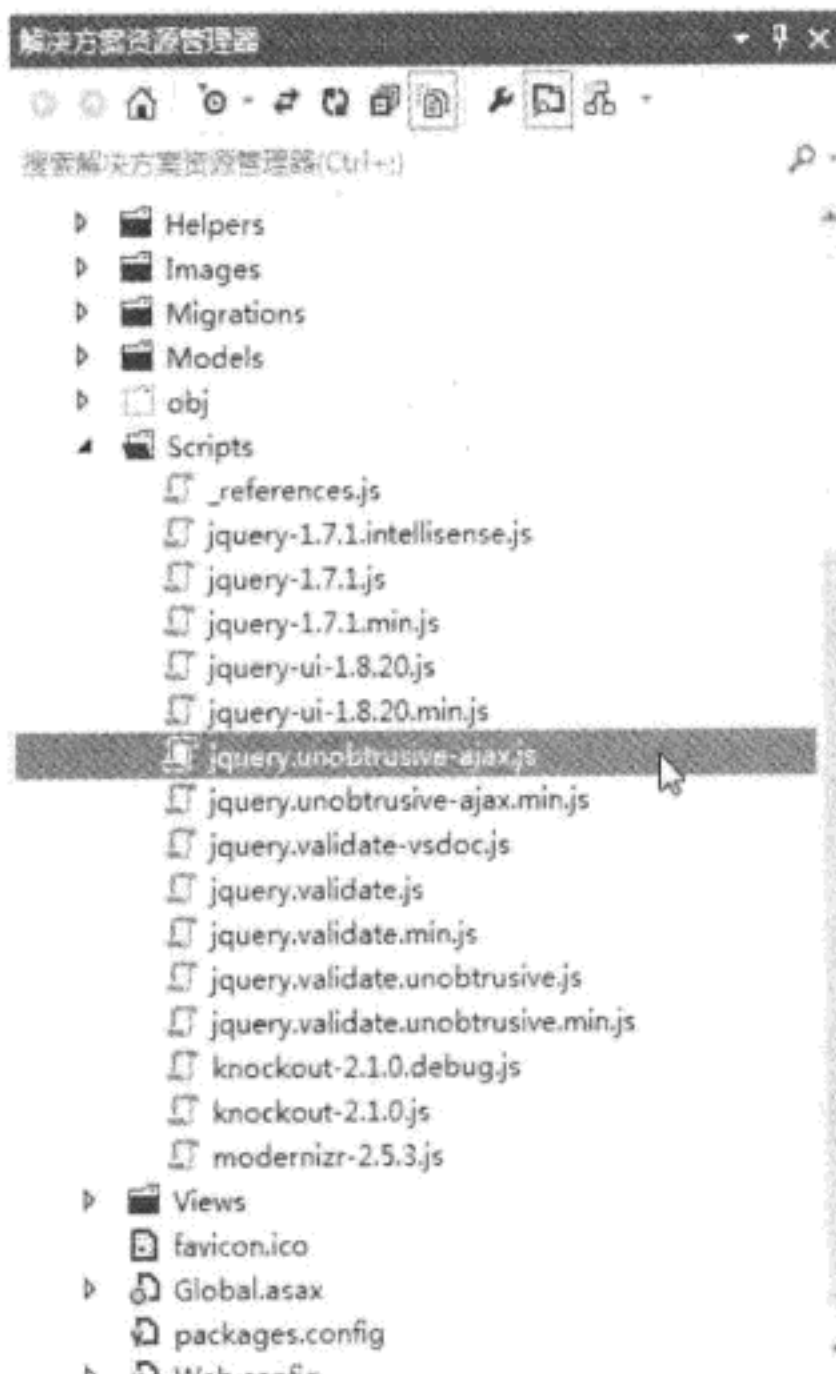 解决方案资源管理器
搜索解决方案资源管理器(Ctrl+;)
Helpers
Images
Migrations
Models
obj
Scripts
_references.js
jquery-1.7.1.intellisense.js
jquery-1.7.1.js
jquery-1.7.1.min.js
jquery-ui-1.8.20.js
jquery-ui-1.8.20.min.js
jquery.unobtrusive-ajax.js
jquery.unobtrusive-ajax.min.js
jquery.validate-vsdoc.js
jquery.validate.js
jquery.validate.min.js
jquery.validate.unobtrusive.js
jquery.validate.unobtrusive.min.js
knockout-2.1.0.debug.js
knockout-2.1.0.js
modernizr-2.5.3.js
Views
favicon.ico
Global.asax
packages.config
Web.config